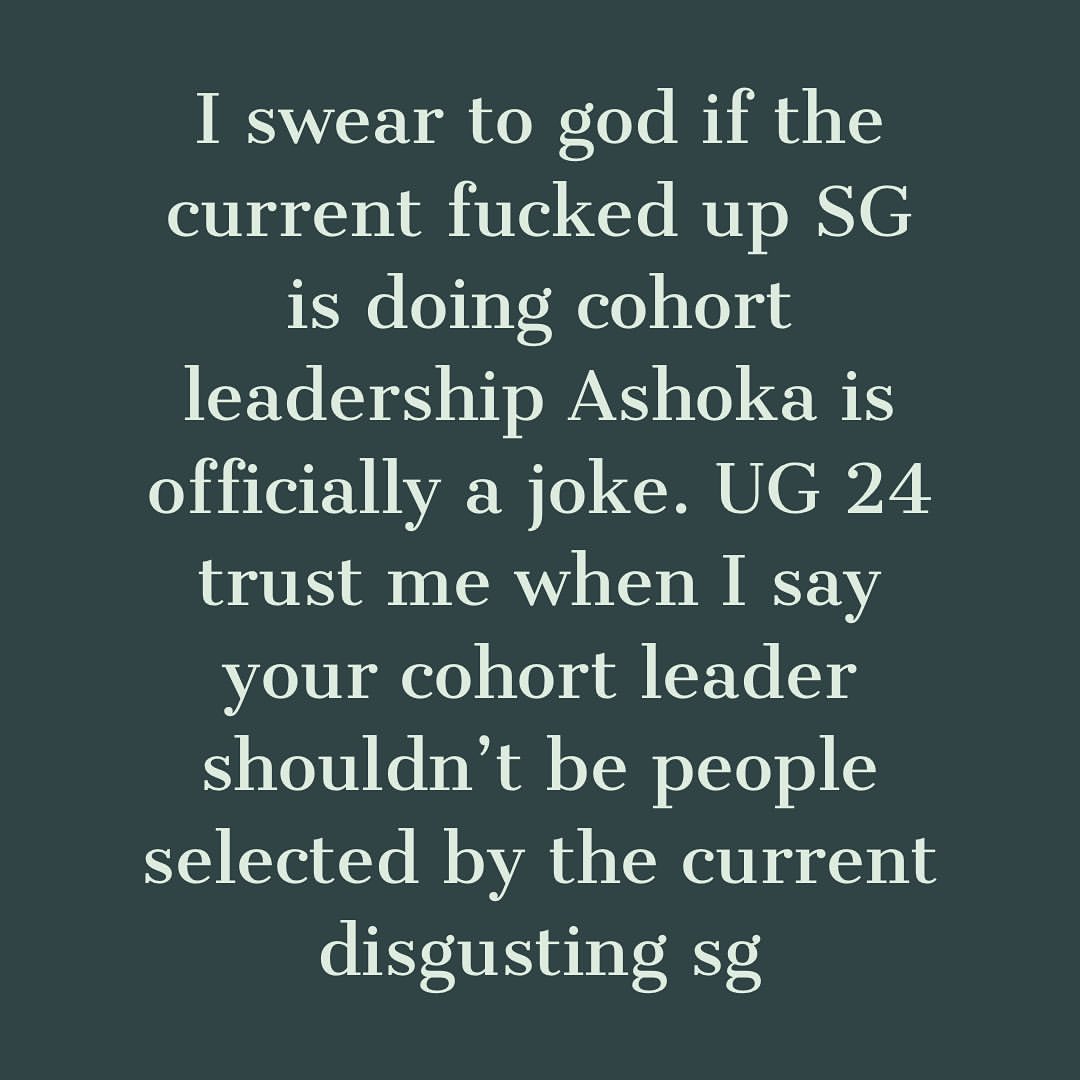 I swear to god if the
current fucked up SG
is doing cohort
leadership Ashoka is
officially a joke. UG 24
trust me when I say
your cohort leader
shouldn’t be people
selected by the current
disgusting sg